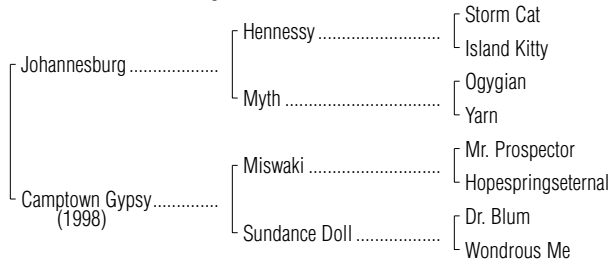 Storm Cat
Hennessy ........................
Island Kitty
Johannesburg .................
Ogygian
Myth ..............................
Yarn
Mr. Prospector
Miswaki .........................
Hopespringseternal
Camptown Gypsy.............
(1998)
Dr. Blum
Sundance Doll ................
Wondrous Me